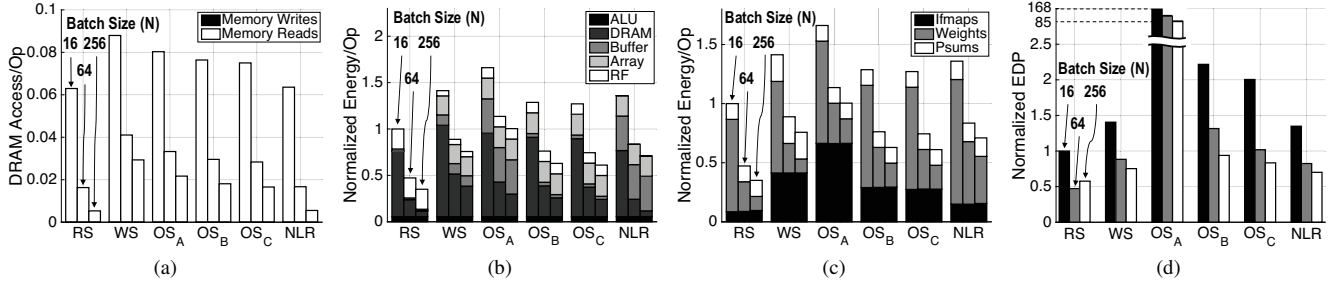 Batch Size (N)
Memory Writes
Memory Reads
16
256
64
DRAM Access/Op
0.1
0.08
0.06
0.04
0.02
0
RS
WS
OS_A
OS_B
OS_C
NLR
(a)
Batch Size (N)
ALU
DRAM
Buffer
Array
RF
16
256
64
Normalized Energy/Op
2
1.5
1
0.5
0
RS
WS
OS_A
OS_B
OS_C
NLR
(b)
Batch Size (N)
Ifmaps
Weights
Psums
16
256
64
Normalized Energy/Op
1.5
1
0.5
0
RS
WS
OS_A
OS_B
OS_C
NLR
(c)
168
85
2.5
2
1.5
1
0.5
0
Normalized EDP
Batch Size (N)
16
256
64
RS
WS
OS_A
OS_B
OS_C
NLR
(d)